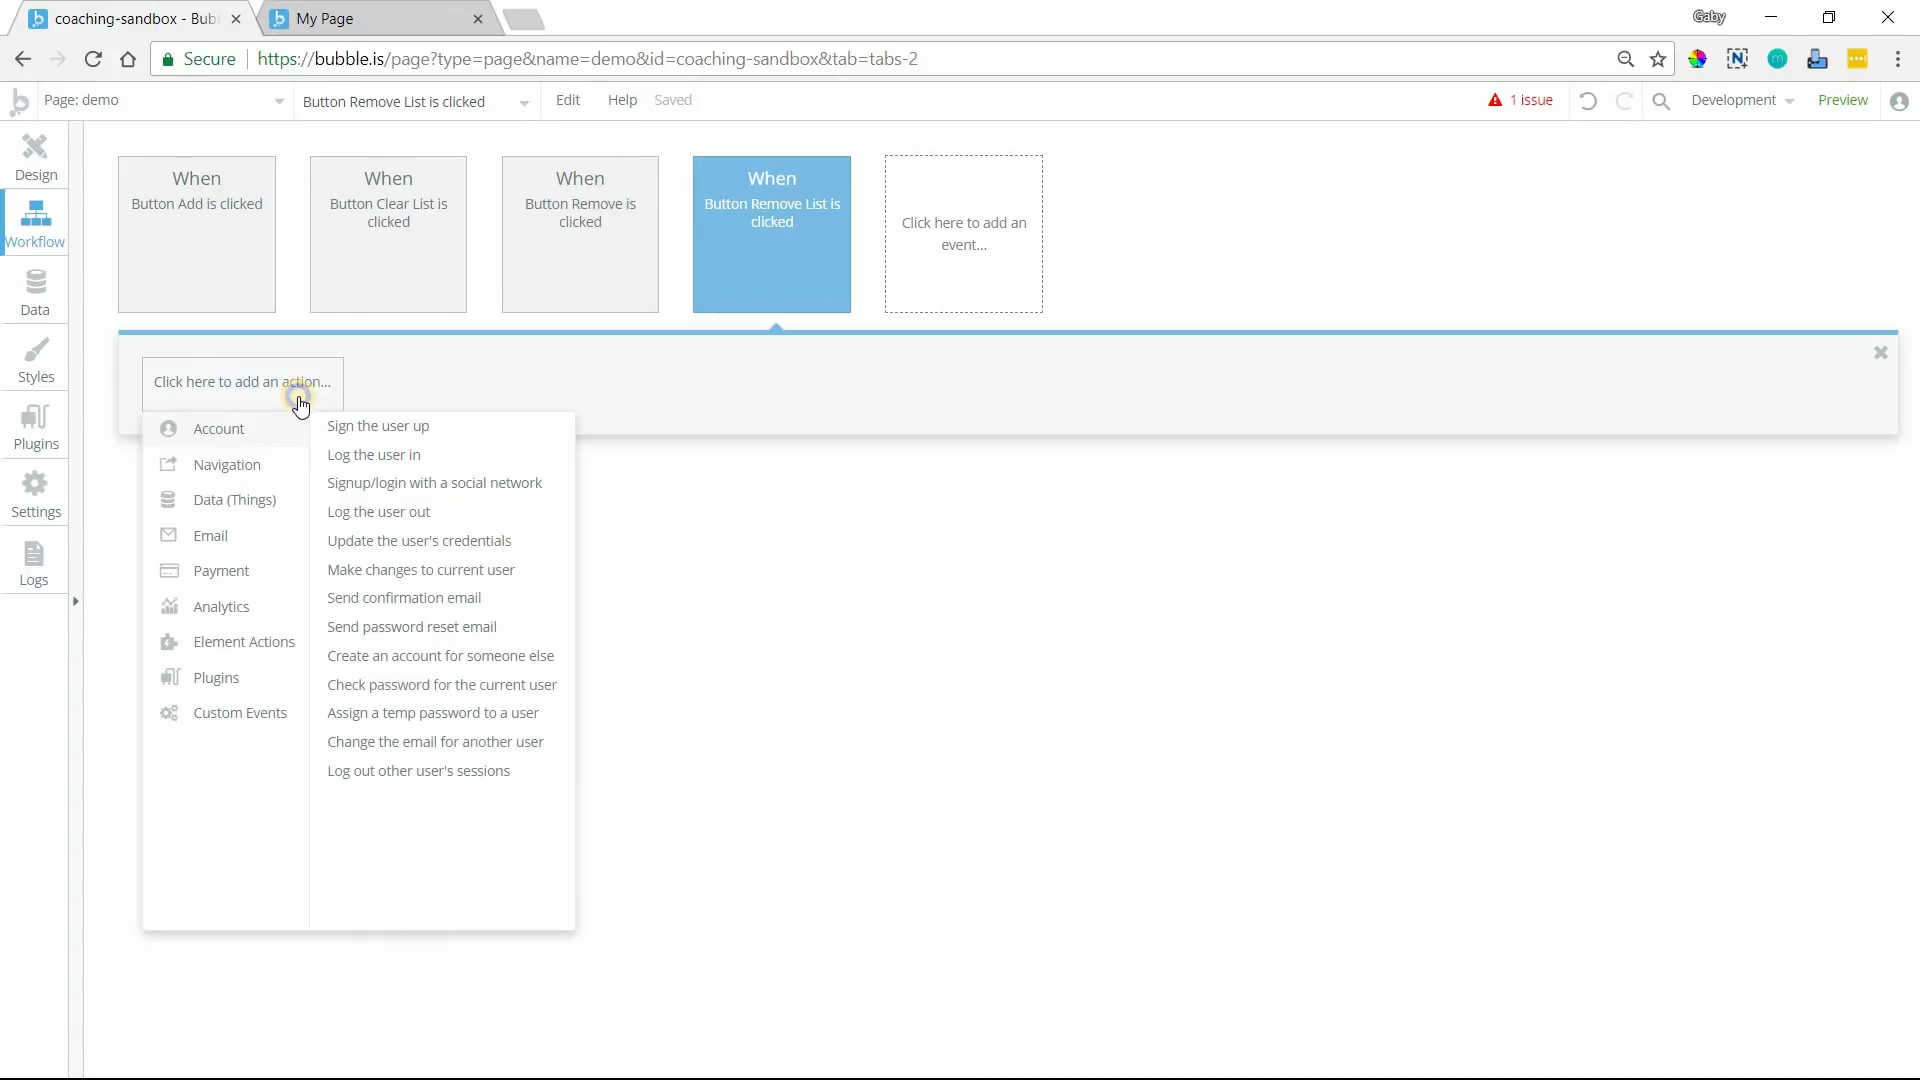 coaching-sandbox - Bub
My Page
Gaby
Secure
https://bubble.is/page?type=page&name=demo&id=coaching-sandbox&tab=tabs-2
Page: demo
Button Remove List is clicked
Edit
Help
Saved
1 issue
Development
Preview
Design
Workflow
Data
Styles
Plugins
Settings
Logs
When
Button Add is clicked
When
Button Clear List is
clicked
When
Button Remove is
clicked
When
Button Remove List is
clicked
Click here to add an
event...
Click here to add an action...
Account
Navigation
Data (Things)
Email
Payment
Analytics
Element Actions
Plugins
Custom Events
Sign the user up
Log the user in
Signup/login with a social network
Log the user out
Update the user's credentials
Make changes to current user
Send confirmation email
Send password reset email
Create an account for someone else
Check password for the current user
Assign a temp password to a user
Change the email for another user
Log out other user's sessions